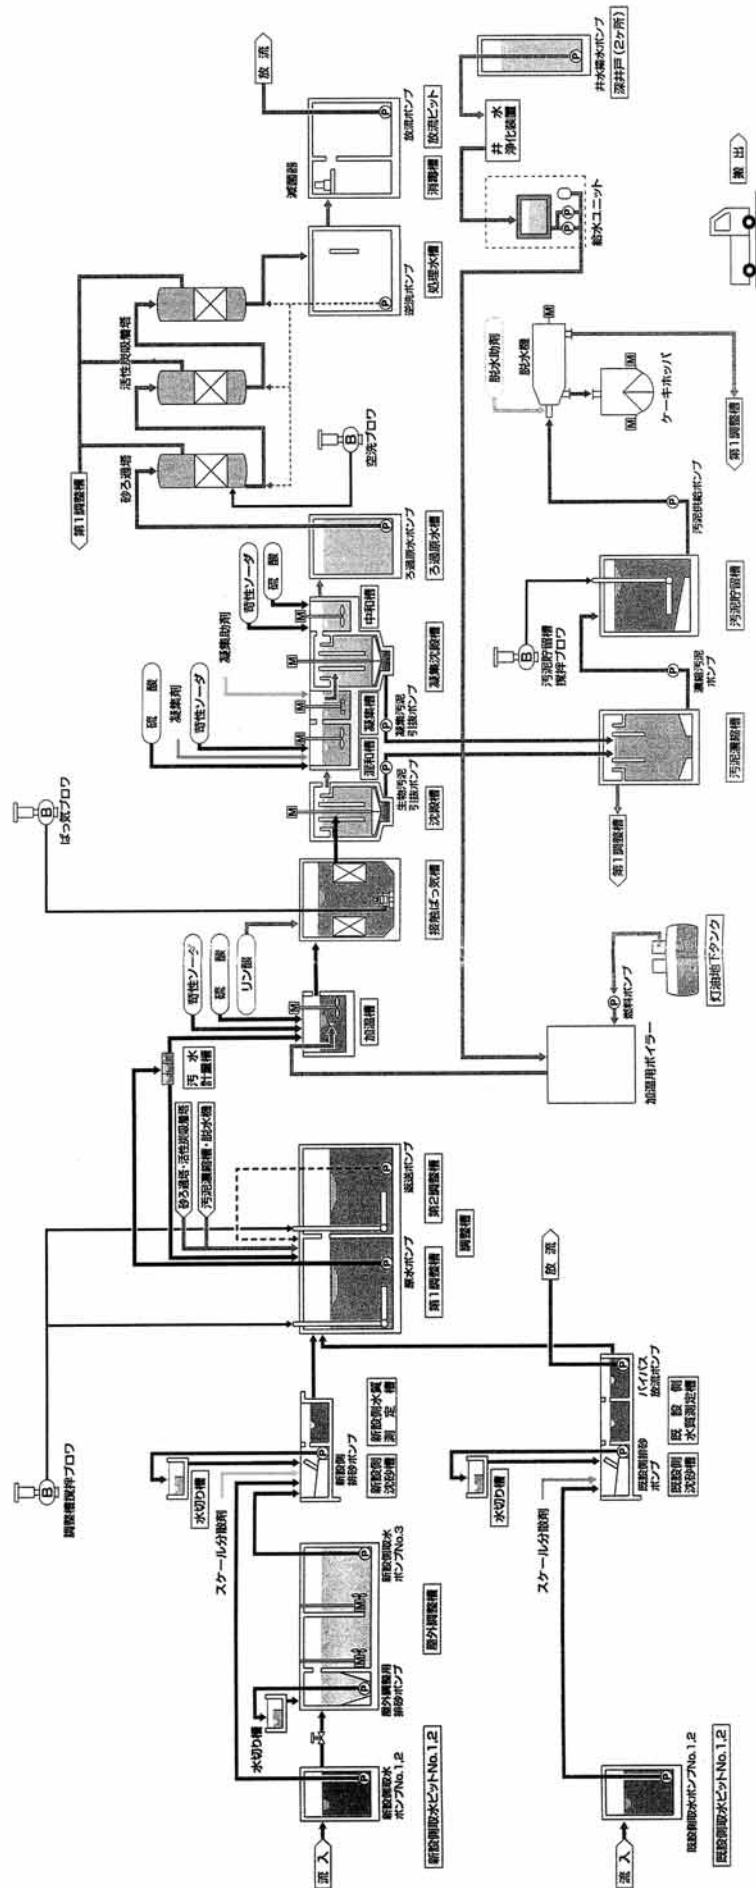 流入
新設側取水
ポンプNo.1,2
新設側取水ピットNo.1,2
水切り槽
屋外調整用
排砂ポンプ
屋外調整槽
新設側取水
ポンプNo.3
M
M
P
P
P
スケール分散剤
水切り槽
新設側
排砂ポンプ
P
新設側
沈砂槽
新設側水質
測定槽
調整槽撹拌ブロワ
B
原水ポンプ
P
第1調整槽
返送ポンプ
P
第2調整槽
調整槽
砂ろ過塔・活性炭吸着塔
汚泥濃縮槽・脱水機
汚水
計量槽
苛性ソーダ
硫酸
リン酸
M
加温槽
ばっ気ブロワ
B
接触ばっ気槽
M
生物汚泥
引抜ポンプ
P
沈殿槽
硫酸
凝集剤
苛性ソーダ
凝集助剤
M
混和槽
凝集槽
凝集汚泥
引抜ポンプ
P
M
凝集沈殿槽
苛性ソーダ
硫酸
M
中和槽
ろ過原水ポンプ
P
ろ過原水槽
第1調整槽
砂ろ過塔
活性炭吸着塔
空洗ブロワ
B
逆洗ポンプ
P
処理水槽
滅菌器
消毒槽
放流ポンプ
P
放流ピット
放流
流入
既設側取水ポンプNo.1,2
P
既設側取水ピットNo.1,2
スケール分散剤
水切り槽
既設側排砂
ポンプ
P
既設側
沈砂槽
バイパス
放流ポンプ
P
既設側
水質測定槽
放流
加温用ボイラー
燃料ポンプ
P
灯油地下タンク
第1調整槽
汚泥濃縮槽
濃縮汚泥
ポンプ
P
汚泥貯留槽
撹拌ブロワ
B
汚泥貯留槽
汚泥供給ポンプ
P
脱水助剤
脱水機
M
ケーキホッパ
M
M
第1調整槽
搬出
給水ユニット
P
P
井水
浄化装置
井水揚水ポンプ
P
深井戸(2ヶ所)